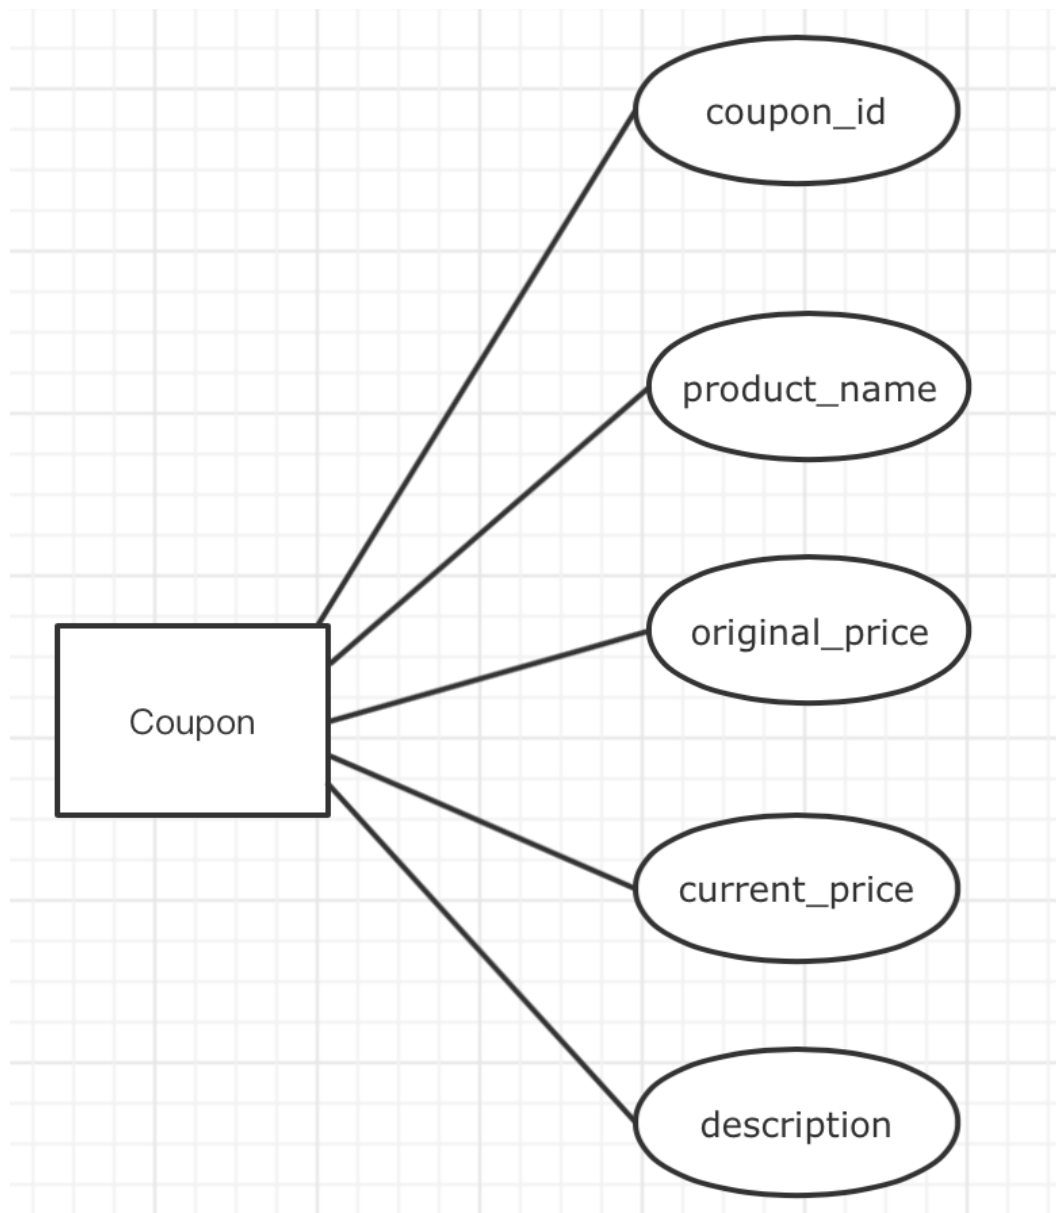 coupon_id
product_name
original_price
Coupon
current_price
description